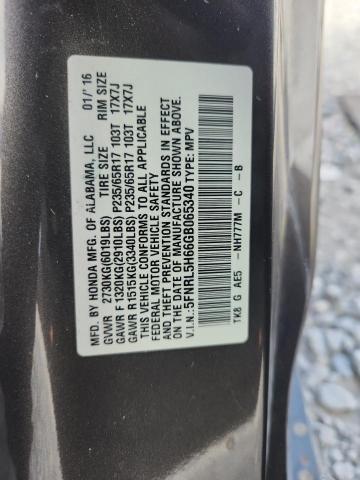 MFD. BY HONDA MFG. OF ALABAMA, LLC 01/'16
GVWR 2730KG(6019LBS) TIRE SIZE RIM SIZE
GAWR F 1320KG(2910LBS) P235/65R17 103T 17X7J
GAWR R1515KG(3340LBS) P235/65R17 103T 17X7J
THIS VEHICLE CONFORMS TO ALL APPLICABLE
FEDERAL MOTOR VEHICLE SAFETY
AND THEFT PREVENTION STANDARDS IN EFFECT
ON THE DATE OF MANUFACTURE SHOWN ABOVE.
V.I.N.: 5FNRL5H66GB065340 TYPE: MPV
TK8 G AE5 -NH777M - C - B